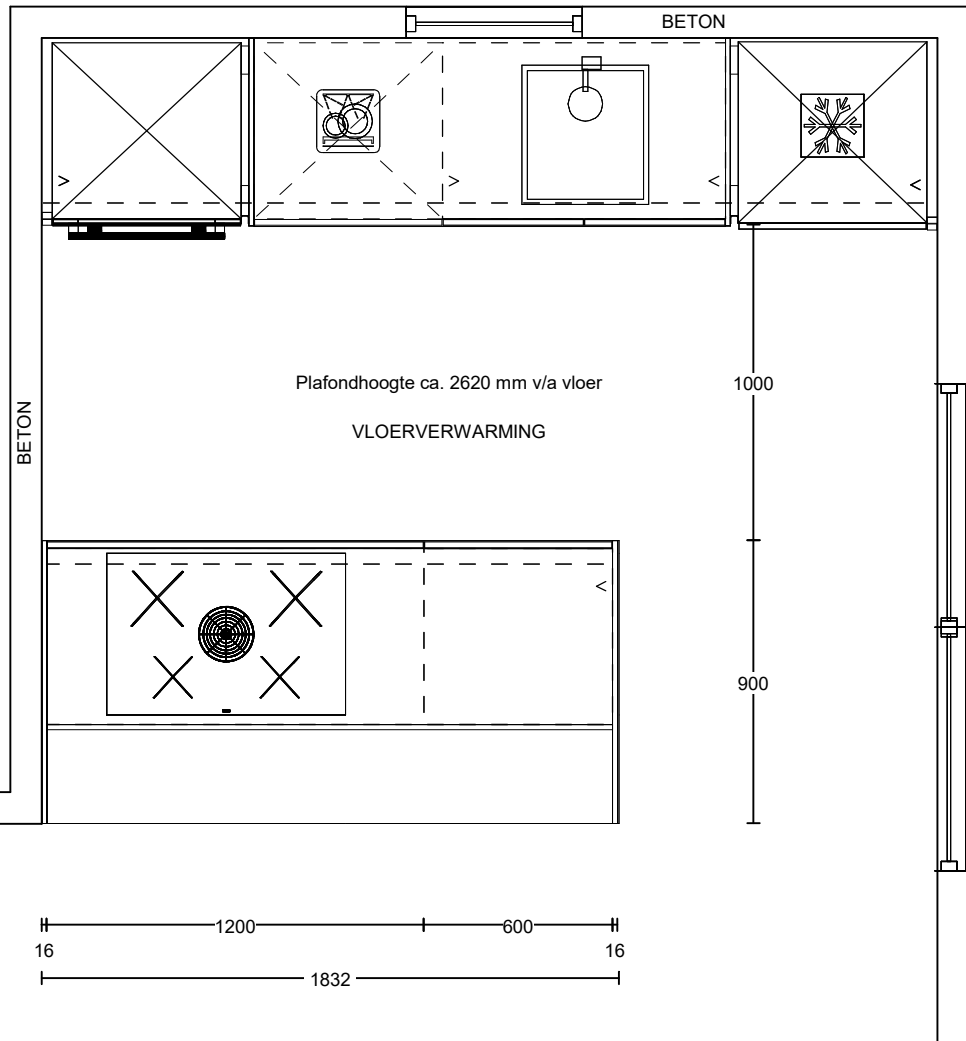 BETON
Plafondhoogte ca. 2620 mm v/a vloer
1000
VLOERVERWARMING
BETON
900
1200
600
16
16
1832